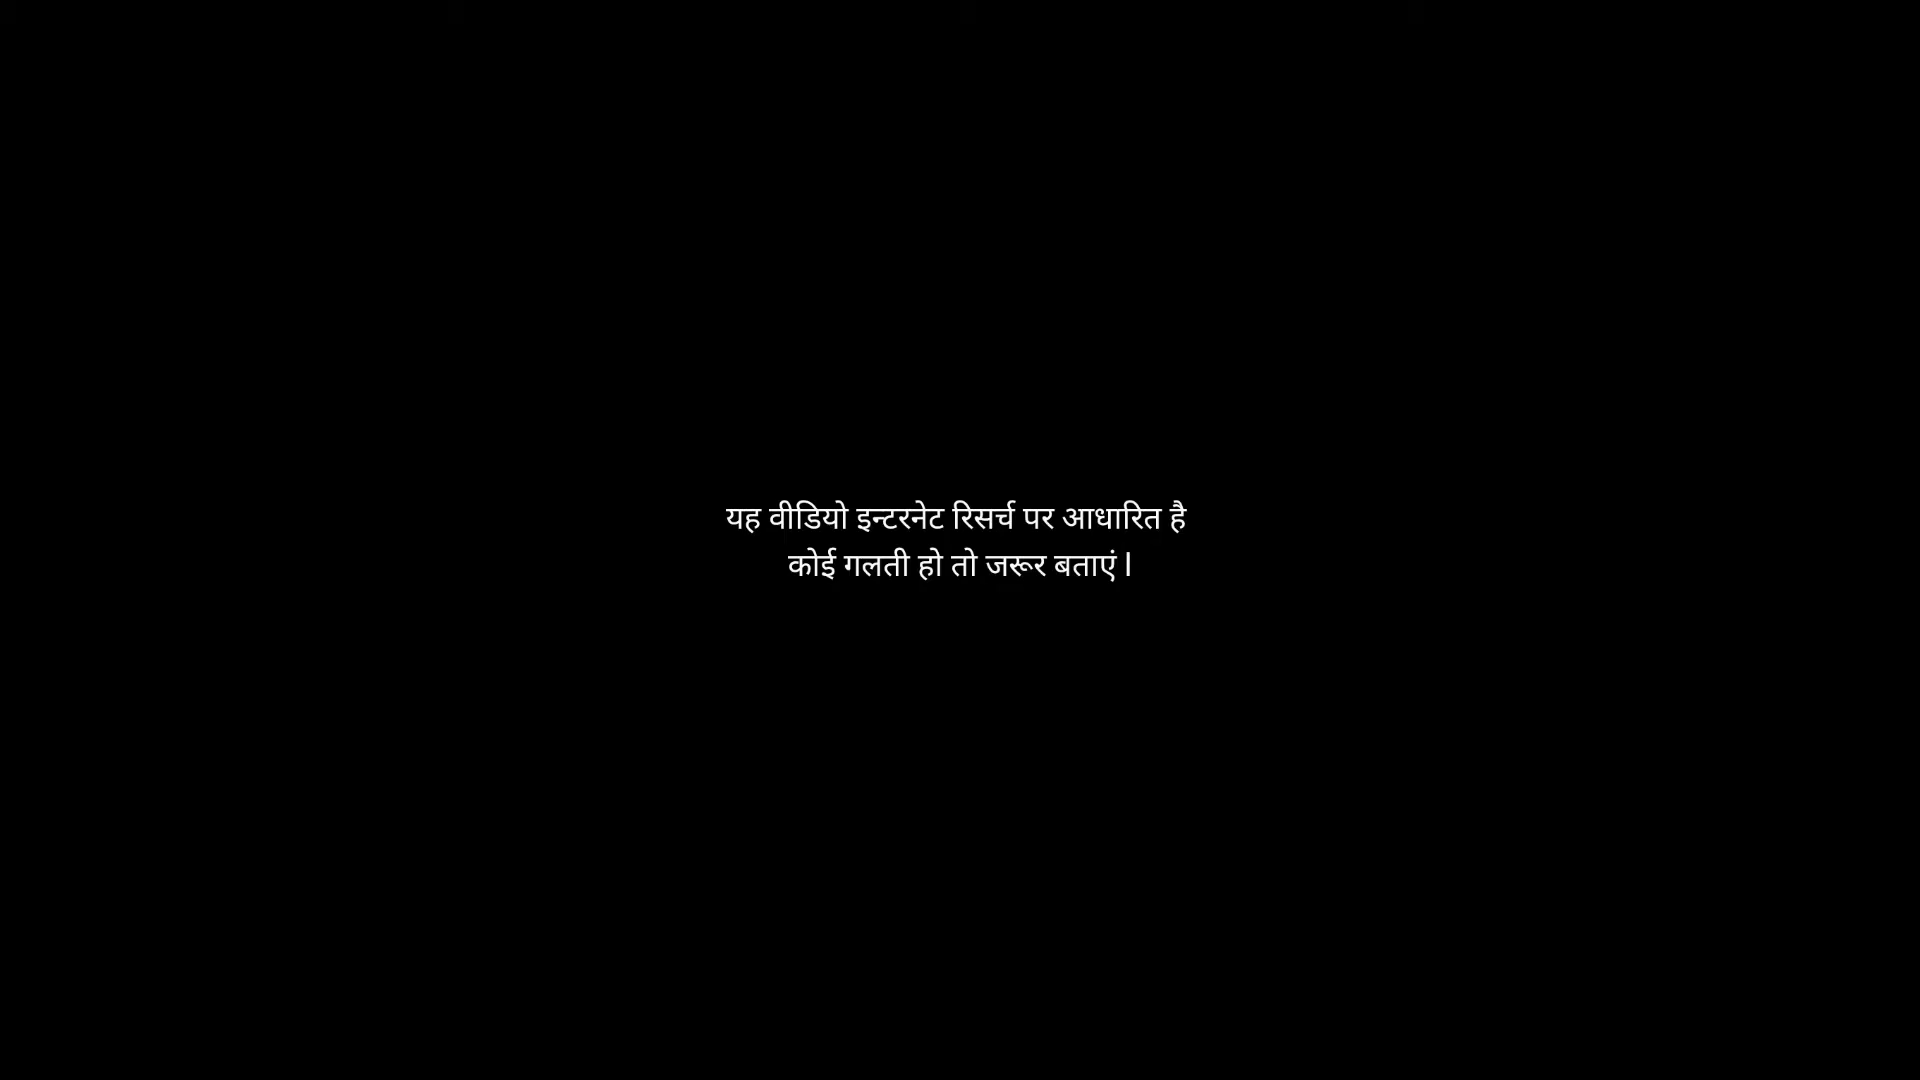 यह वीडियो इन्टरनेट रिसर्च पर आधारित है
कोई गलती हो तो जरूर बताएं।